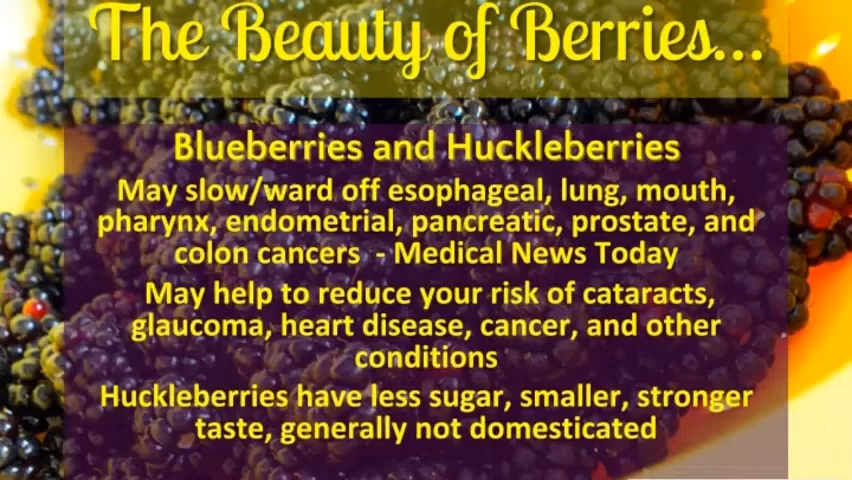 The Beauty of Berries...
Blueberries and Huckleberries
May slow/ward off esophageal, lung, mouth,
pharynx, endometrial, pancreatic, prostate, and
colon cancers - Medical News Today
May help to reduce your risk of cataracts,
glaucoma, heart disease, cancer, and other
conditions
Huckleberries have less sugar, smaller, stronger
taste, generally not domesticated